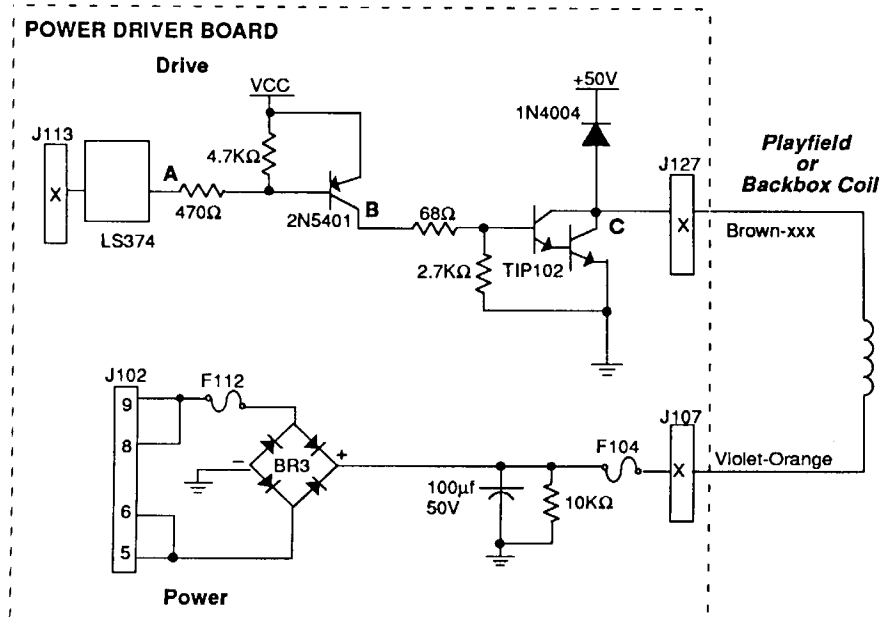 POWER DRIVER BOARD
Drive
VCC
+50V
1N4004
J113
4.7KΩ
A
J127
Playfield
or
Backbox Coil
X
470Ω
2N5401
B
68Ω
C
X
LS374
Brown-xxx
2.7KΩ
TIP102
J102
F112
9
8
J107
F104
Violet-Orange
–
BR3
+
X
100µf
50V
10KΩ
6
5
Power